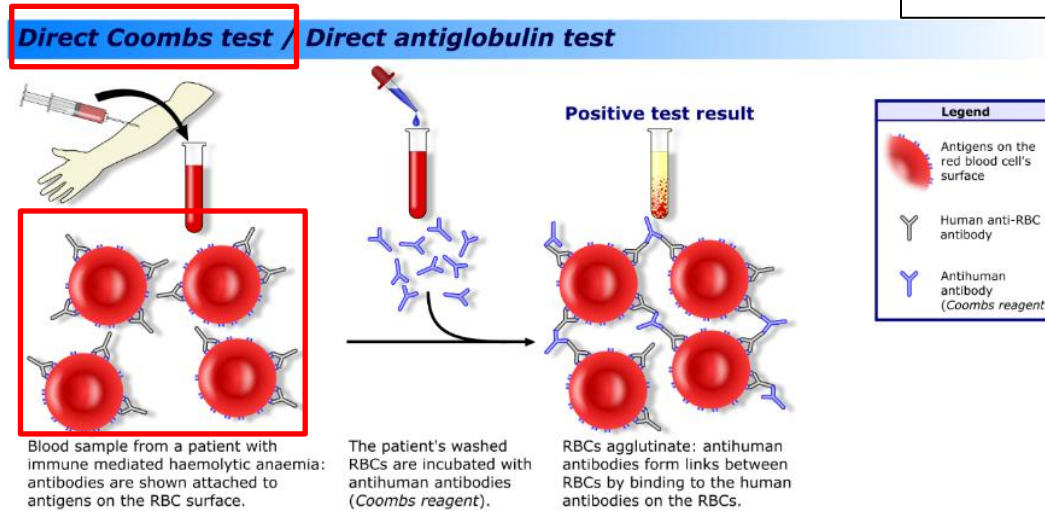 Direct Coombs test / Direct antiglobulin test
Positive test result
Legend
Antigens on the
red blood cell's
surface
Human anti-RBC
antibody
Antihuman
antibody
(Coombs reagent
Blood sample from a patient with
immune mediated haemolytic anaemia:
antibodies are shown attached to
antigens on the RBC surface.
The patient's washed
RBCs are incubated with
antihuman antibodies
(Coombs reagent).
RBCs agglutinate: antihuman
antibodies form links between
RBCs by binding to the human
antibodies on the RBCs.